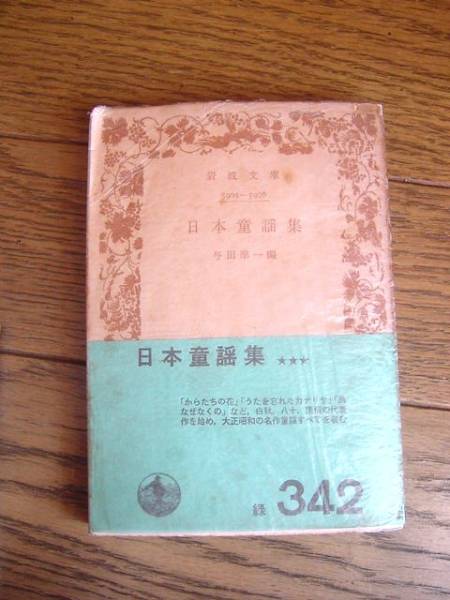 岩波文庫
日本童謡集
与田凖一編
日本童謡集 ★★★
「からたちの花」「うたを忘れたカナリヤ」「烏
なぜなくの」など，白秋，八十，雨情の代表
作を始め，大正昭和の名作童謡すべてを収む
緑 342